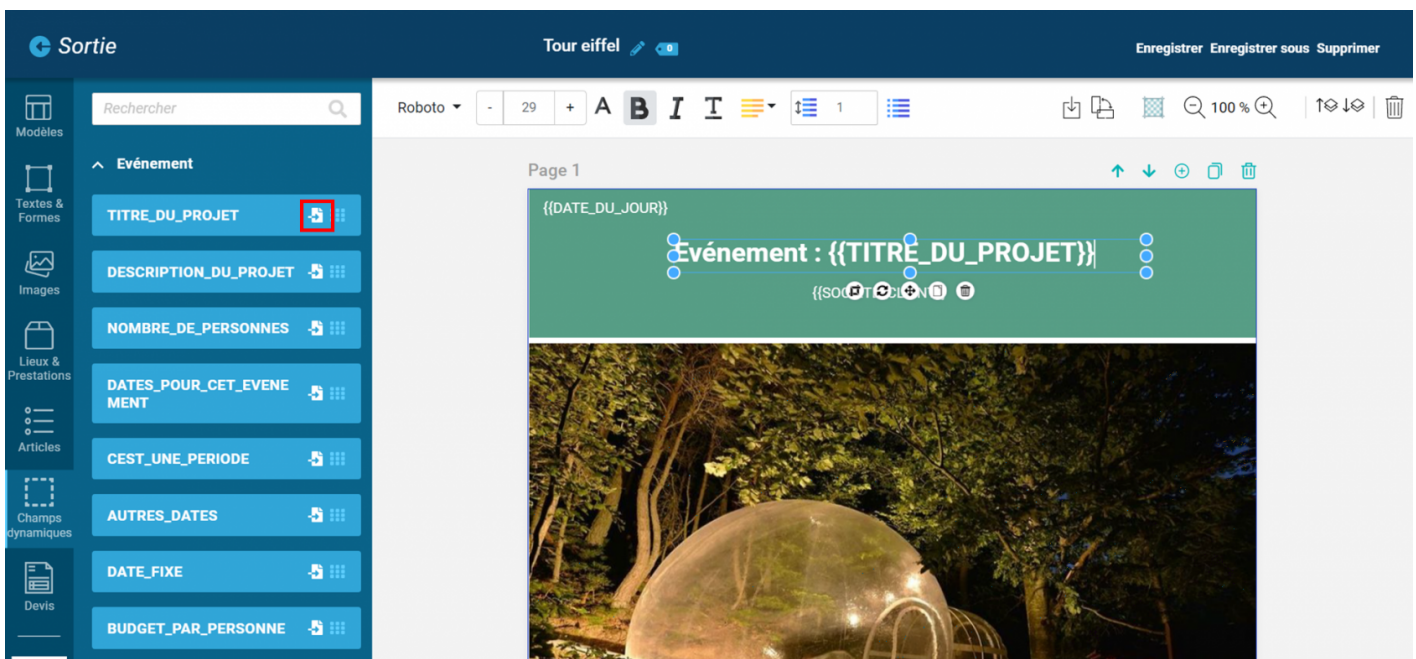 Sortie
Tour eiffel
0
Enregistrer Enregistrer sous Supprimer
Modèles
Textes &
Formes
Images
Lieux &
Prestations
Articles
Champs
dynamiques
Devis
Rechercher
Evénement
TITRE_DU_PROJET
DESCRIPTION_DU_PROJET
NOMBRE_DE_PERSONNES
DATES_POUR_CET_EVENE
MENT
CEST_UNE_PERIODE
AUTRES_DATES
DATE_FIXE
BUDGET_PAR_PERSONNE
Roboto - 29 + A B I T 1 100 %
Page 1
{{DATE_DU_JOUR}}
Evénement : {{TITRE_DU_PROJET}}